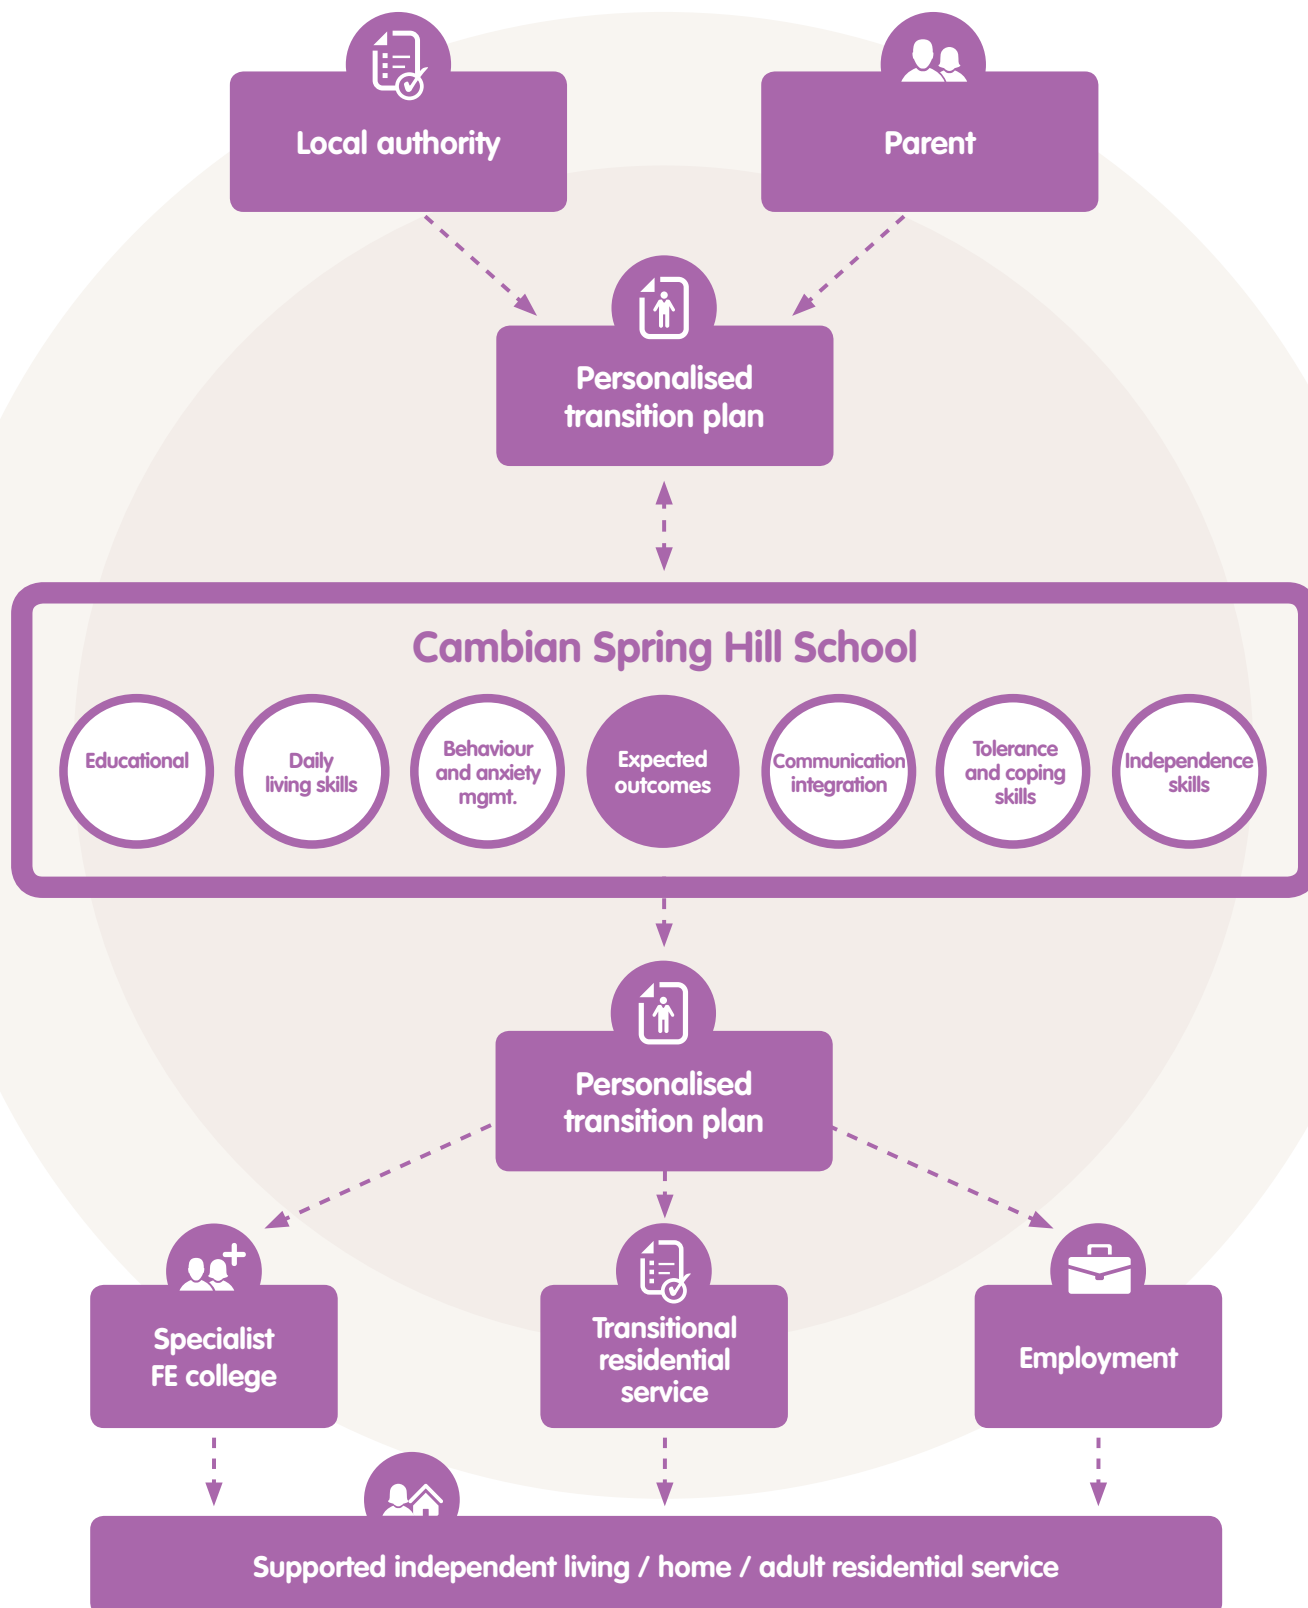 Local authority
Parent
Personalised
transition plan
Cambian Spring Hill School
Educational
Daily
living skills
Behaviour
and anxiety
mgmt.
Expected
outcomes
Communication
integration
Tolerance
and coping
skills
Independence
skills
Personalised
transition plan
Specialist
FE college
Transitional
residential
service
Employment
Supported independent living / home / adult residential service